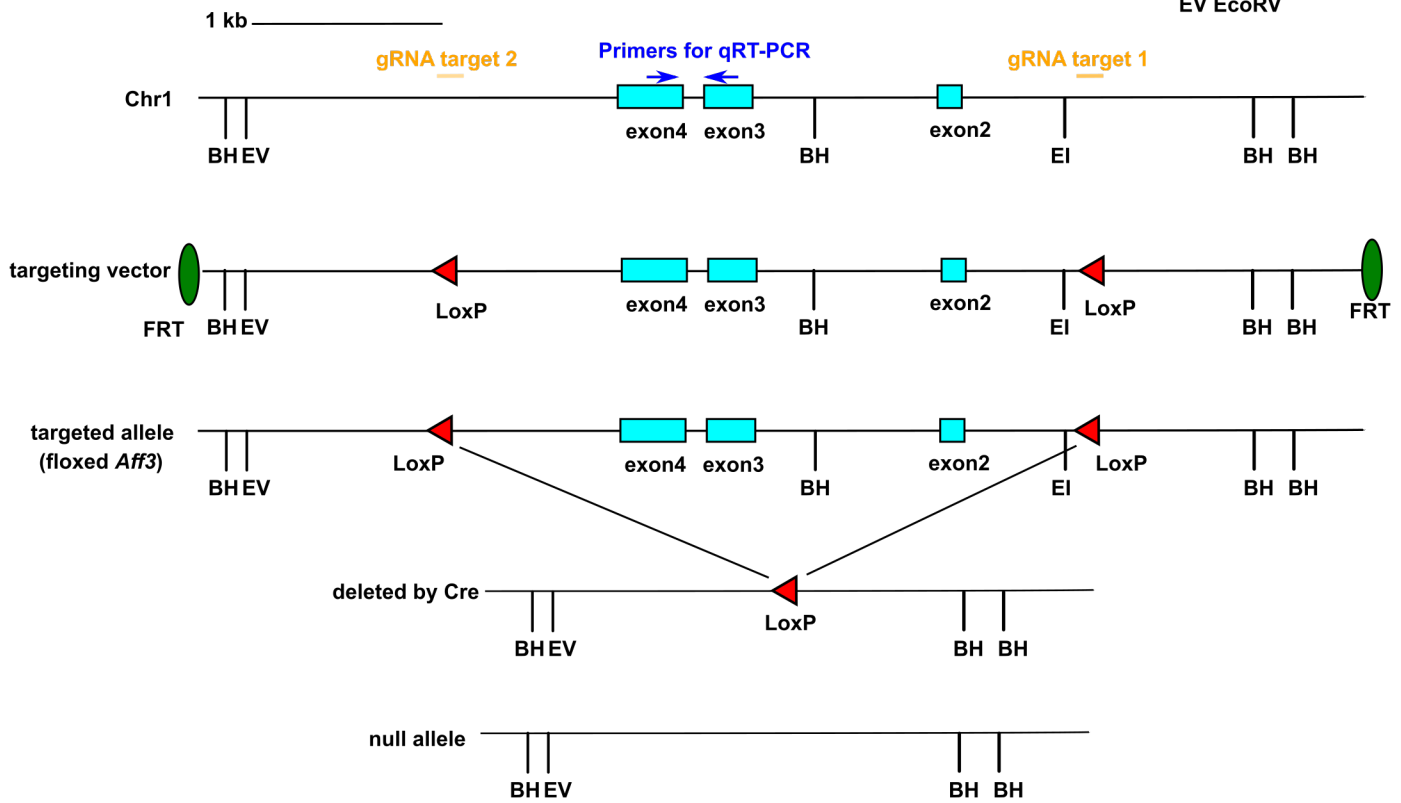 EV EcoRV
1 kb
Primers for qRT-PCR
gRNA target 2
gRNA target 1
Chr1
exon4 exon3 exon2
BH EV BH EI BH BH
targeting vector
LoxP exon4 exon3 exon2 LoxP
FRT BH EV BH EI BH BH FRT
targeted allele
(floxed Aff3)
LoxP exon4 exon3 exon2 LoxP
BH EV BH EI BH BH
deleted by Cre
LoxP
BH EV BH BH
null allele
BH EV BH BH